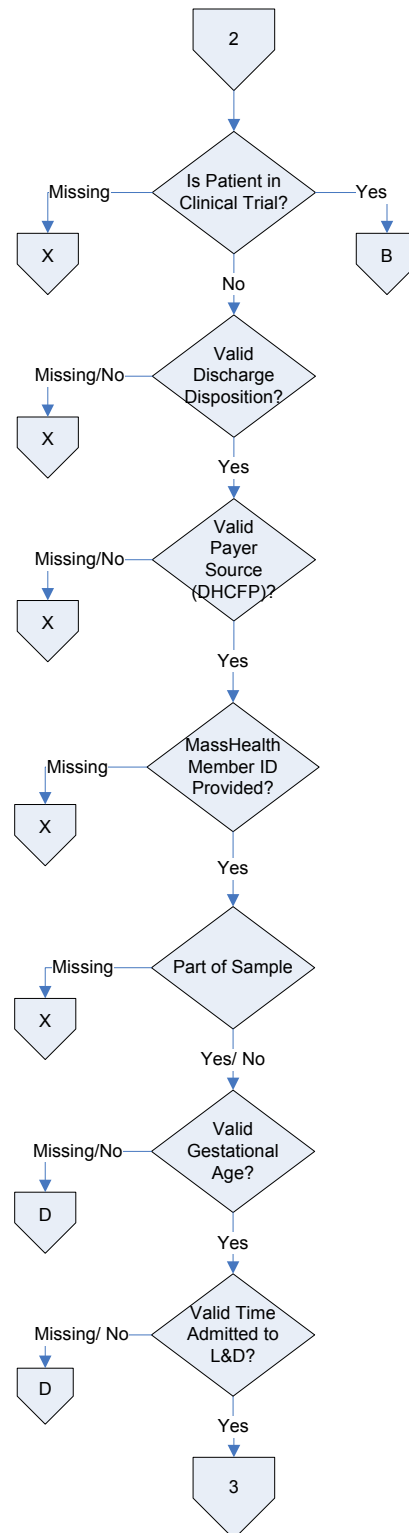 2
Is Patient in
Clinical Trial?
Missing
Yes
X
B
No
Valid
Discharge
Disposition?
Missing/No
X
Yes
Valid
Payer
Source
(DHCFP)?
Missing/No
X
Yes
MassHealth
Member ID
Provided?
Missing
X
Yes
Part of Sample
Missing
X
Yes/ No
Valid
Gestational
Age?
Missing/No
D
Yes
Valid Time
Admitted to
L&D?
Missing/ No
D
Yes
3